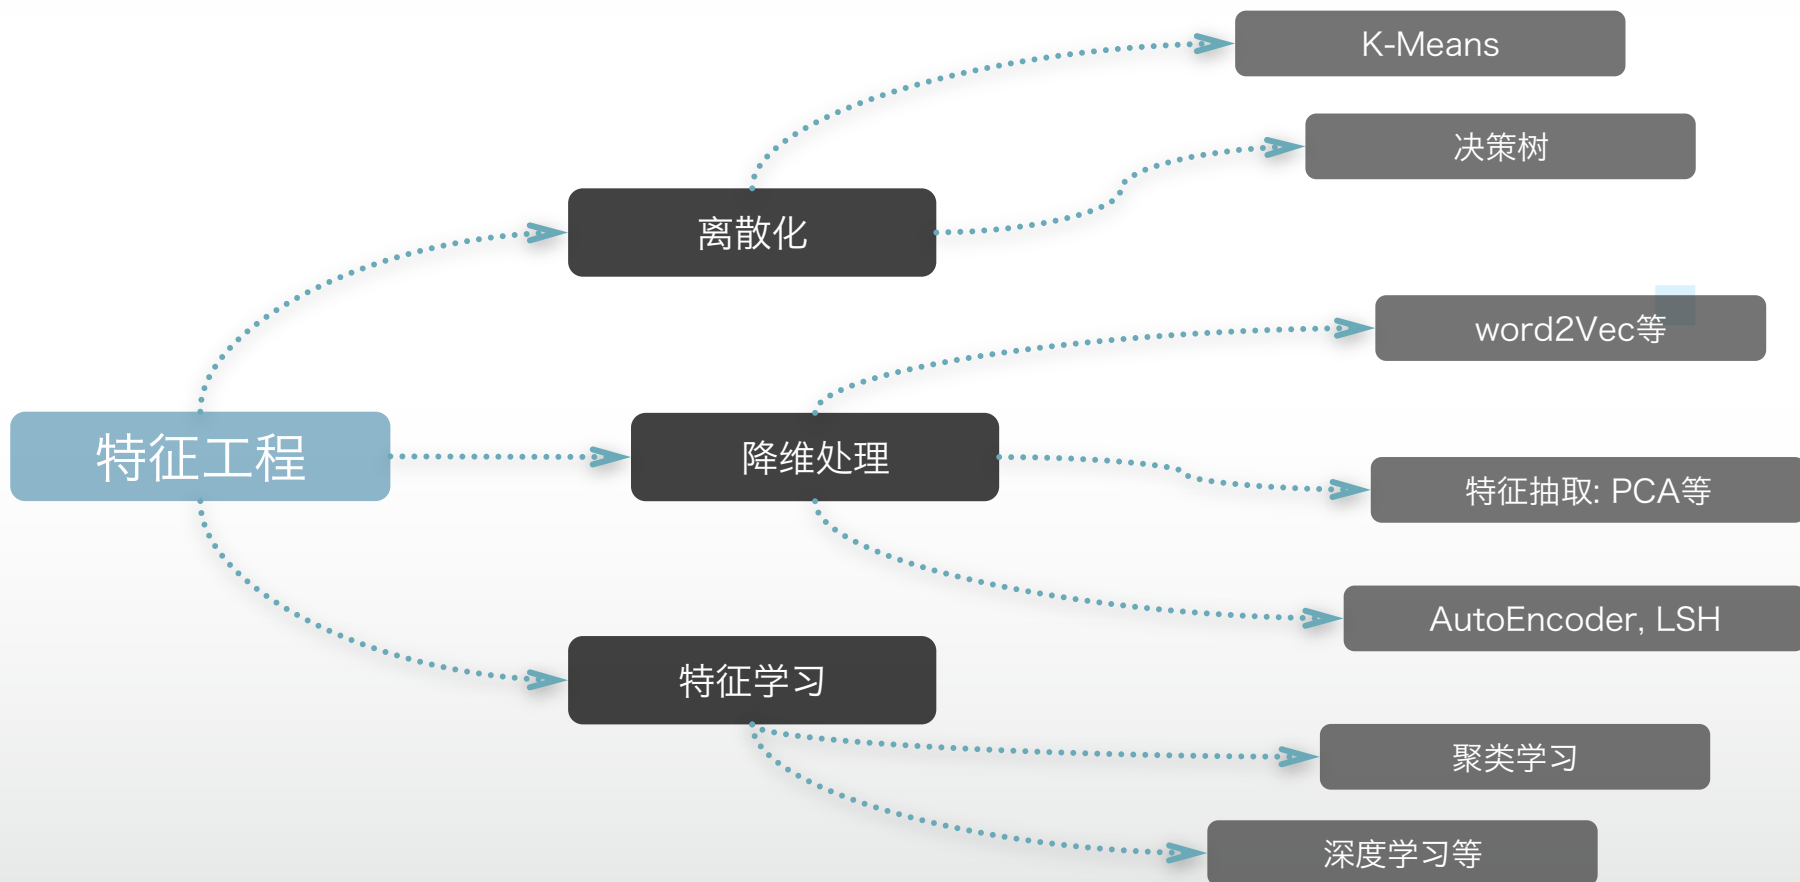 K-Means
决策树
离散化
word2Vec等
特征工程
降维处理
特征抽取: PCA等
AutoEncoder, LSH
特征学习
聚类学习
深度学习等